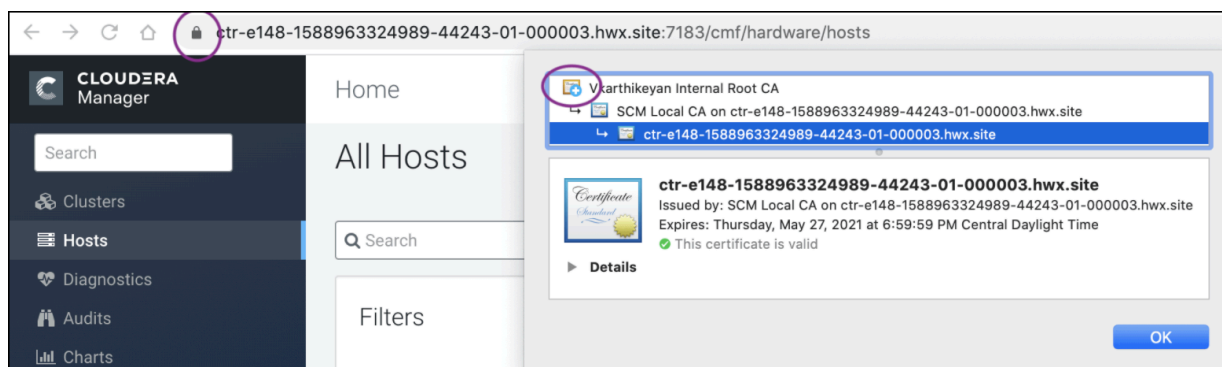 ctr-e148-1588963324989-44243-01-000003.hwx.site:7183/cmf/hardware/hosts
CLOUDERA
Manager
Search
Clusters
Hosts
Diagnostics
Audits
Charts
Home
All Hosts
Search
Filters
Vkarthikeyan Internal Root CA
SCM Local CA on ctr-e148-1588963324989-44243-01-000003.hwx.site
ctr-e148-1588963324989-44243-01-000003.hwx.site
Certificate
Standard
ctr-e148-1588963324989-44243-01-000003.hwx.site
Issued by: SCM Local CA on ctr-e148-1588963324989-44243-01-000003.hwx.site
Expires: Thursday, May 27, 2021 at 6:59:59 PM Central Daylight Time
This certificate is valid
Details
OK